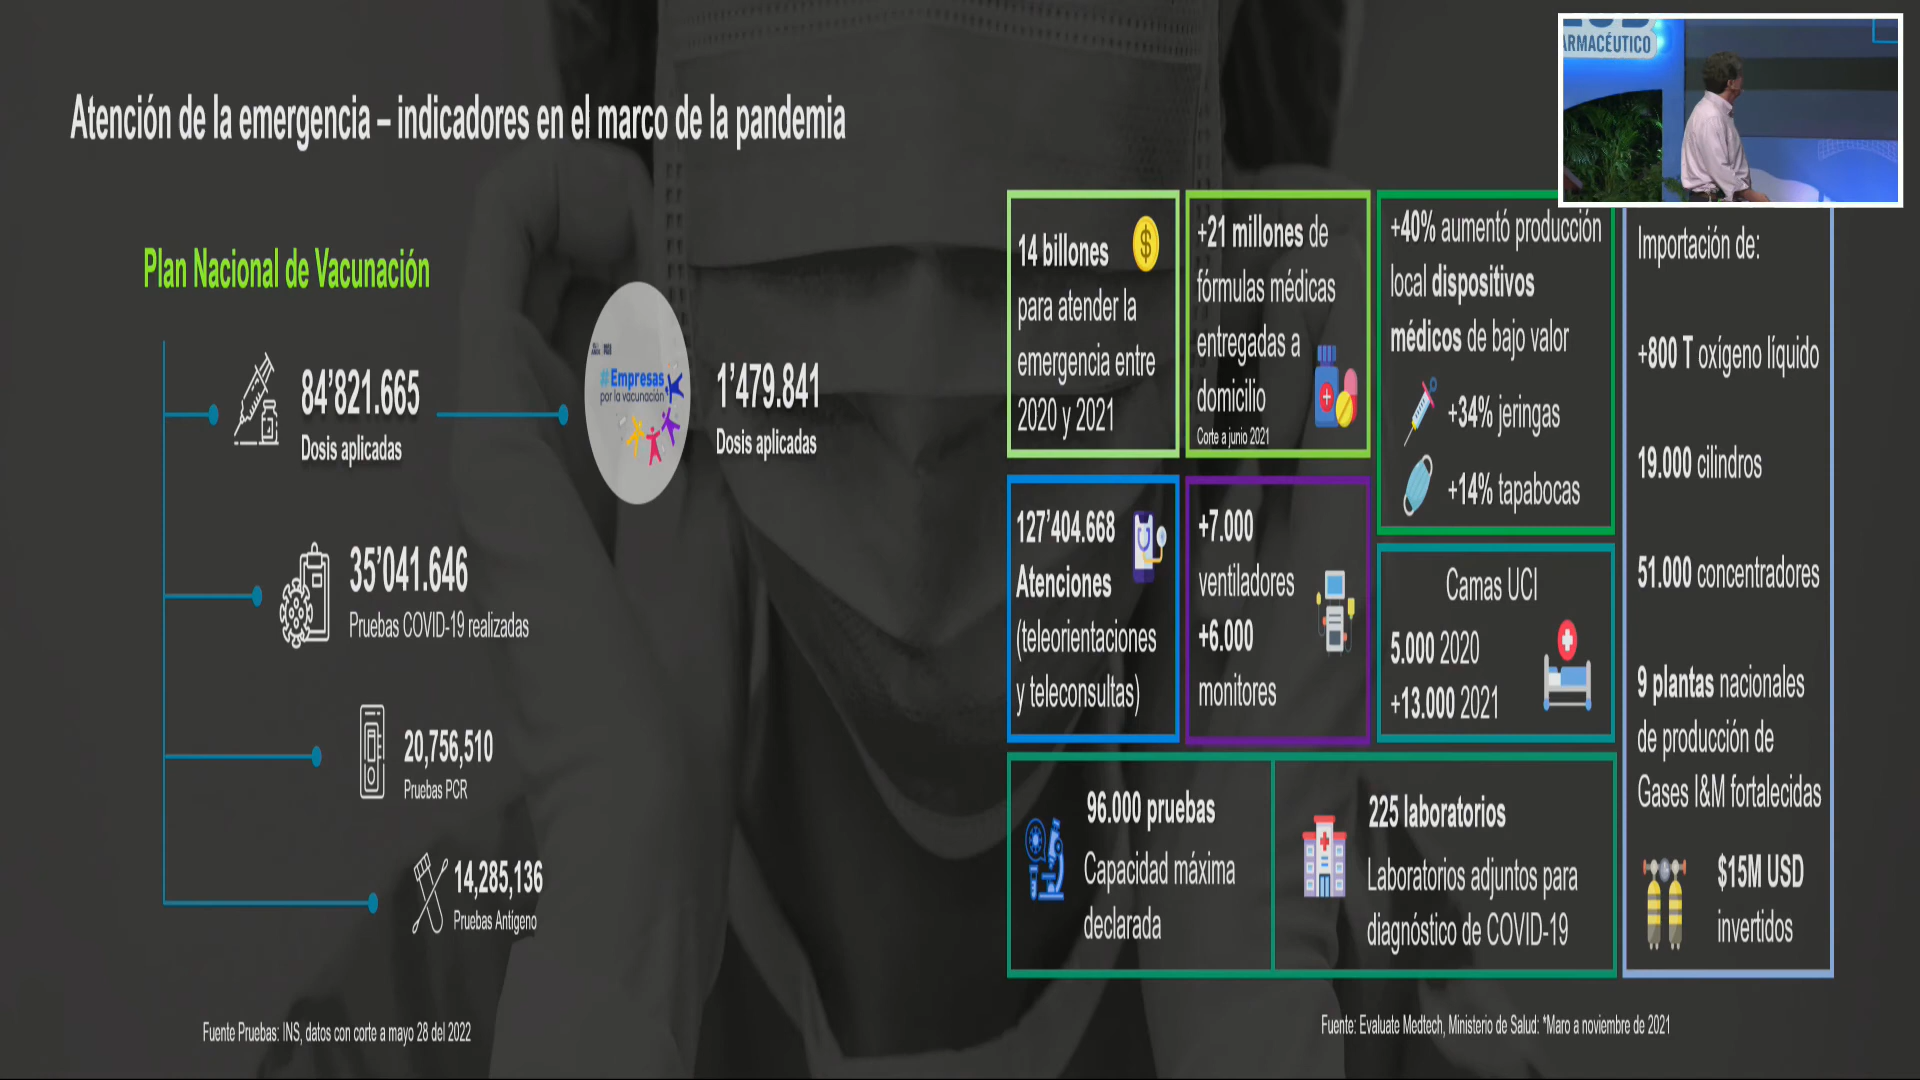 Atención de la emergencia – indicadores en el marco de la pandemia
ARMACÉUTICO
Plan Nacional de Vacunación
84’821.665
Dosis aplicadas
#Empresas
por la vacunación
1’479.841
Dosis aplicadas
35’041.646
Pruebas COVID-19 realizadas
20,756,510
Pruebas PCR
14,285,136
Pruebas Antígeno
Fuente Pruebas: INS, datos con corte a mayo 28 del 2022
14 billones
para atender la
emergencia entre
2020 y 2021
+21 millones de
fórmulas médicas
entregadas a
domicilio
Corte a junio 2021
+40% aumentó producción
local dispositivos
médicos de bajo valor
+34% jeringas
+14% tapabocas
Importación de:
+800 T oxígeno líquido
19.000 cilindros
51.000 concentradores
9 plantas nacionales
de producción de
Gases I&M fortalecidas
$15M USD
invertidos
127’404.668
Atenciones
(teleorientaciones
y teleconsultas)
+7.000
ventiladores
+6.000
monitores
Camas UCI
5.000 2020
+13.000 2021
96.000 pruebas
Capacidad máxima
declarada
225 laboratorios
Laboratorios adjuntos para
diagnóstico de COVID-19
Fuente: Evaluate Medtech, Ministerio de Salud: *Maro a noviembre de 2021